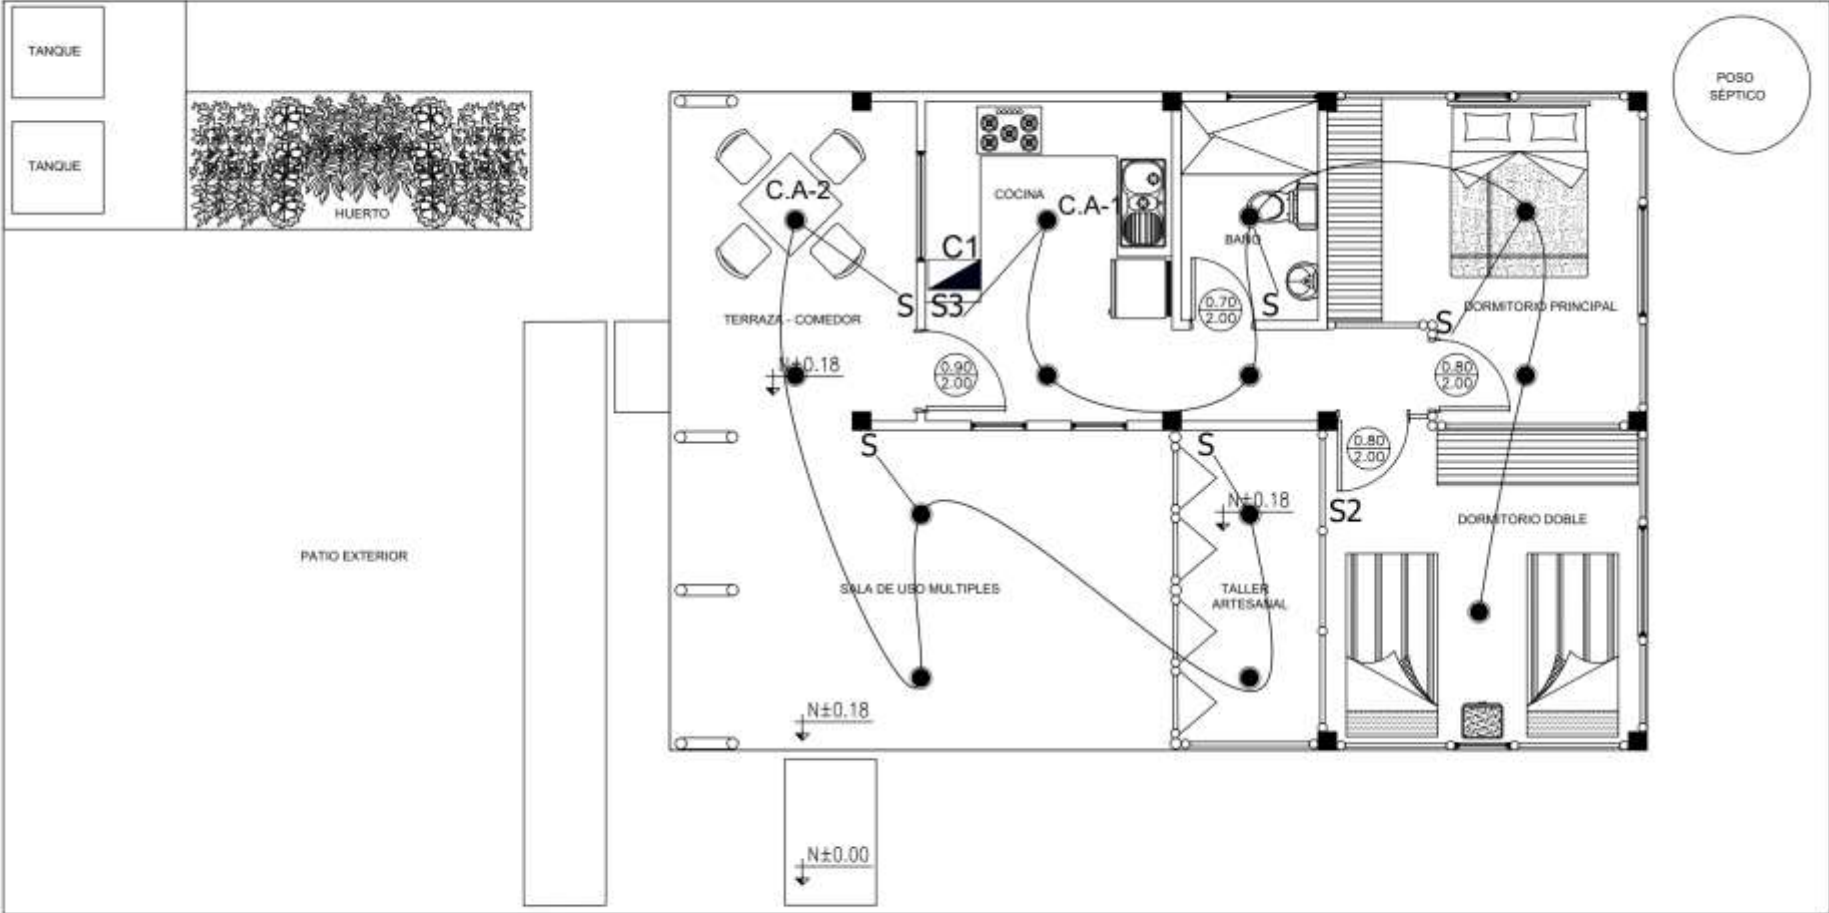 TANQUE
POSO
SÉPTICO
TANQUE
HUERTO
C.A-2
COCINA
C.A-1
BAÑO
C1
S
S3
0.70
2.00
S
S
DORMITORIO PRINCIPAL
TERRAZA - COMEDOR
N±0.18
0.90
2.00
0.80
2.00
S
S
0.80
2.00
N±0.18
S2
DORMITORIO DOBLE
PATIO EXTERIOR
SALA DE USO MULTIPLES
TALLER
ARTESANAL
N±0.18
N±0.00